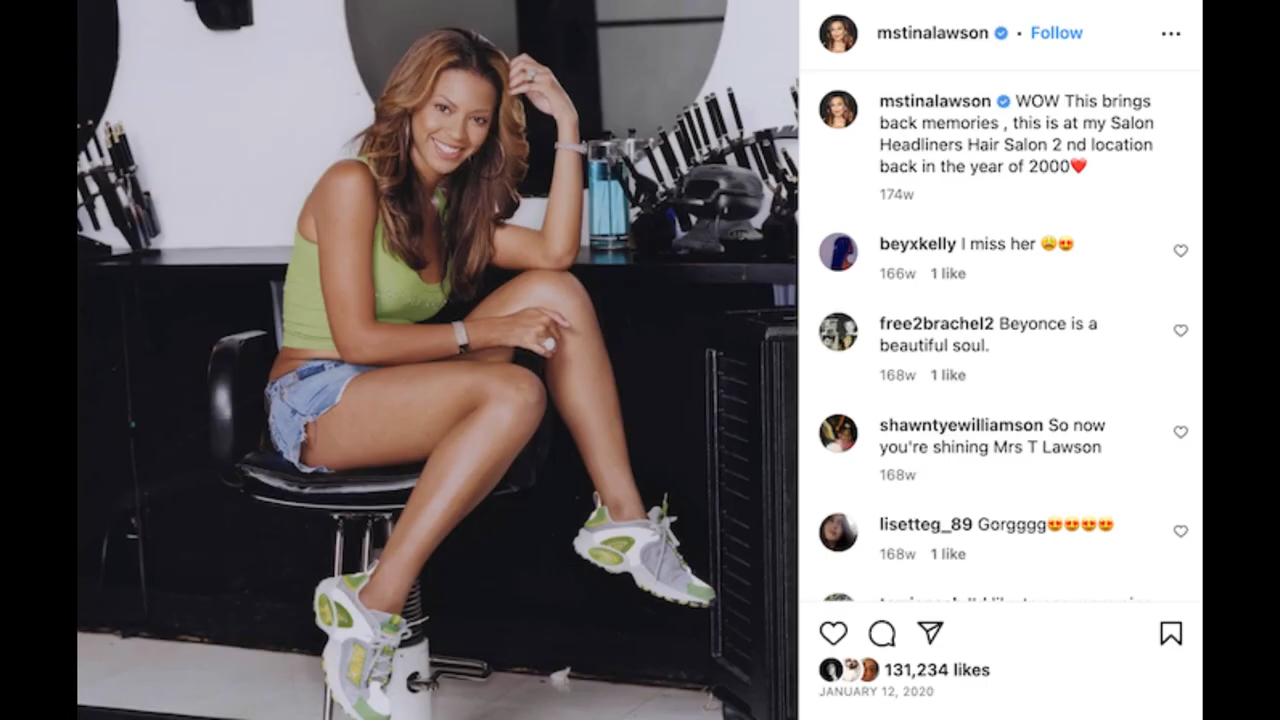 mstinalawson • Follow
mstinalawson WOW This brings
back memories , this is at my Salon
Headliners Hair Salon 2 nd location
back in the year of 2000❤️
174w
beyxkelly I miss her 😩😍
166w 1 like
free2brachel2 Beyonce is a
beautiful soul.
168w 1 like
shawntyewilliamson So now
you're shining Mrs T Lawson
168w
lisetteg_89 Gorgggg😍😍😍😍
168w 1 like
131,234 likes
JANUARY 12, 2020